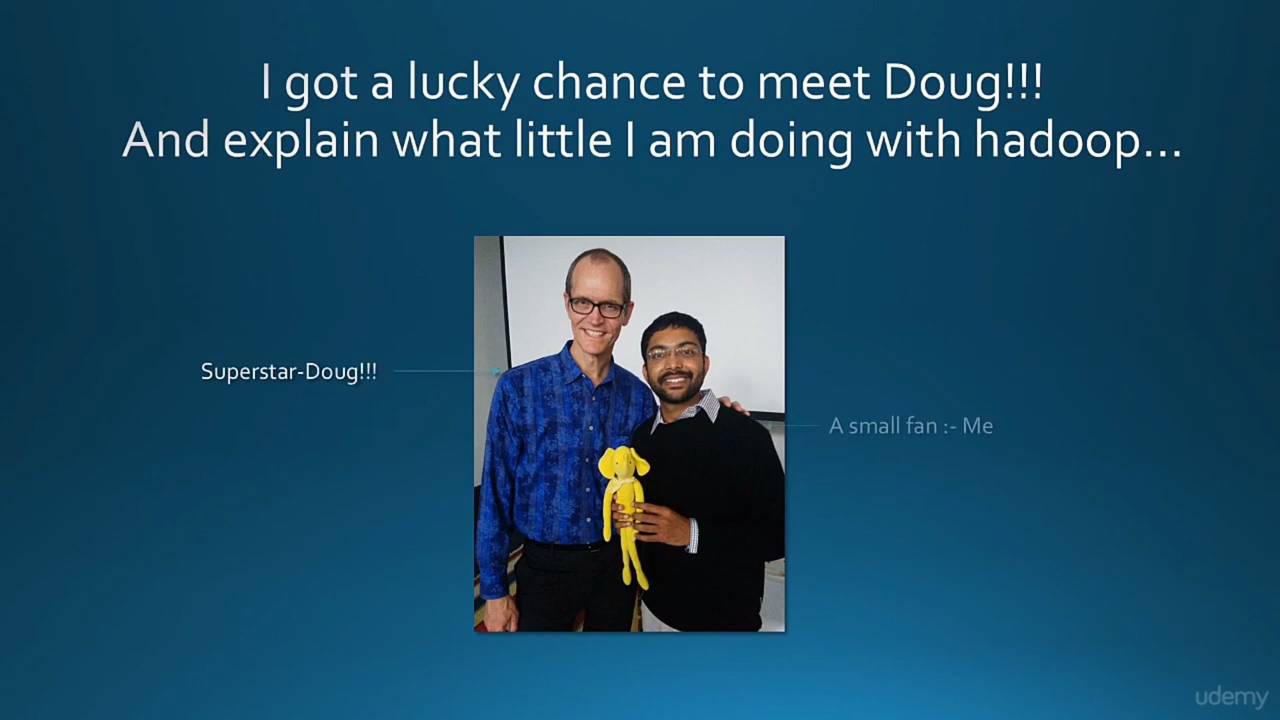 I got a lucky chance to meet Doug!!!
And explain what little I am doing with hadoop...
Superstar-Doug!!!
A small fan :- Me
udemy